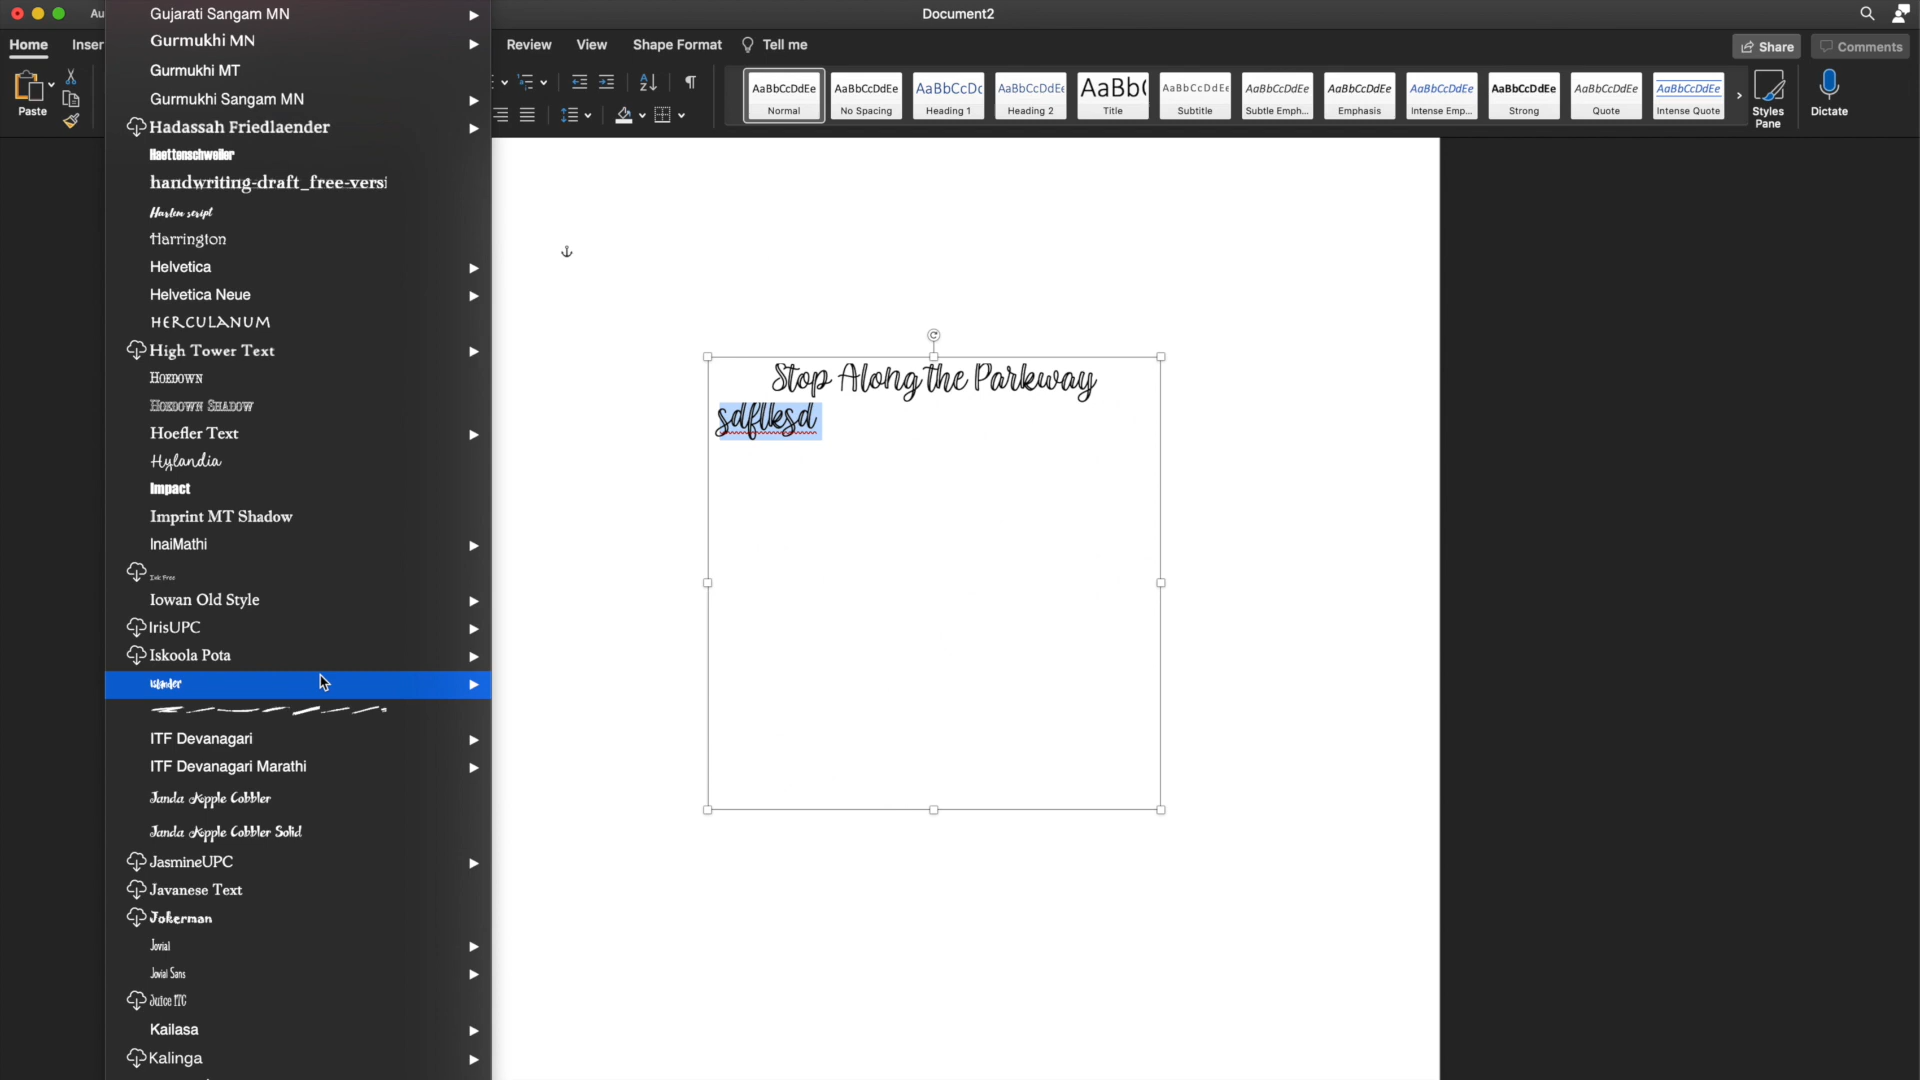 Au
Document2
Home
Inser
Review
View
Shape Format
Tell me
Share
Comments
Paste
AaBbCcDdEe
Normal
AaBbCcDdEe
No Spacing
AaBbCcDc
Heading 1
AaBbCcDdEe
Heading 2
AaBb(
Title
AaBbCcDdEe
Subtitle
AaBbCcDdEe
Subtle Emph...
AaBbCcDdEe
Emphasis
AaBbCcDdEe
Intense Emp...
AaBbCcDdEe
Strong
AaBbCcDdEe
Quote
AaBbCcDdEe
Intense Quote
Styles
Pane
Dictate
Gujarati Sangam MN
Gurmukhi MN
Gurmukhi MT
Gurmukhi Sangam MN
Hadassah Friedlaender
Haettenschweiler
handwriting-draft_free-versi
Harlem script
Harrington
Helvetica
Helvetica Neue
HERCULANUM
High Tower Text
HOEDOWN
HOEDOWN SHADOW
Hoefler Text
Hylandia
Impact
Imprint MT Shadow
InaiMathi
Ink Free
Iowan Old Style
IrisUPC
Iskoola Pota
Islander
ITF Devanagari
ITF Devanagari Marathi
Janda Apple Cobbler
Janda Apple Cobbler Solid
JasmineUPC
Javanese Text
Jokerman
Jovial
Jovial Sans
Juice ITC
Kailasa
Kalinga
Stop Along the Parkway
sdflksd